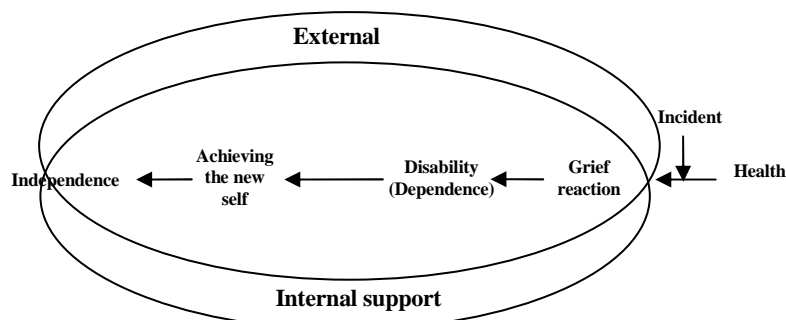 External
Incident
Independence
Achieving
the new
self
Disability
(Dependence)
Grief
reaction
Health
Internal support